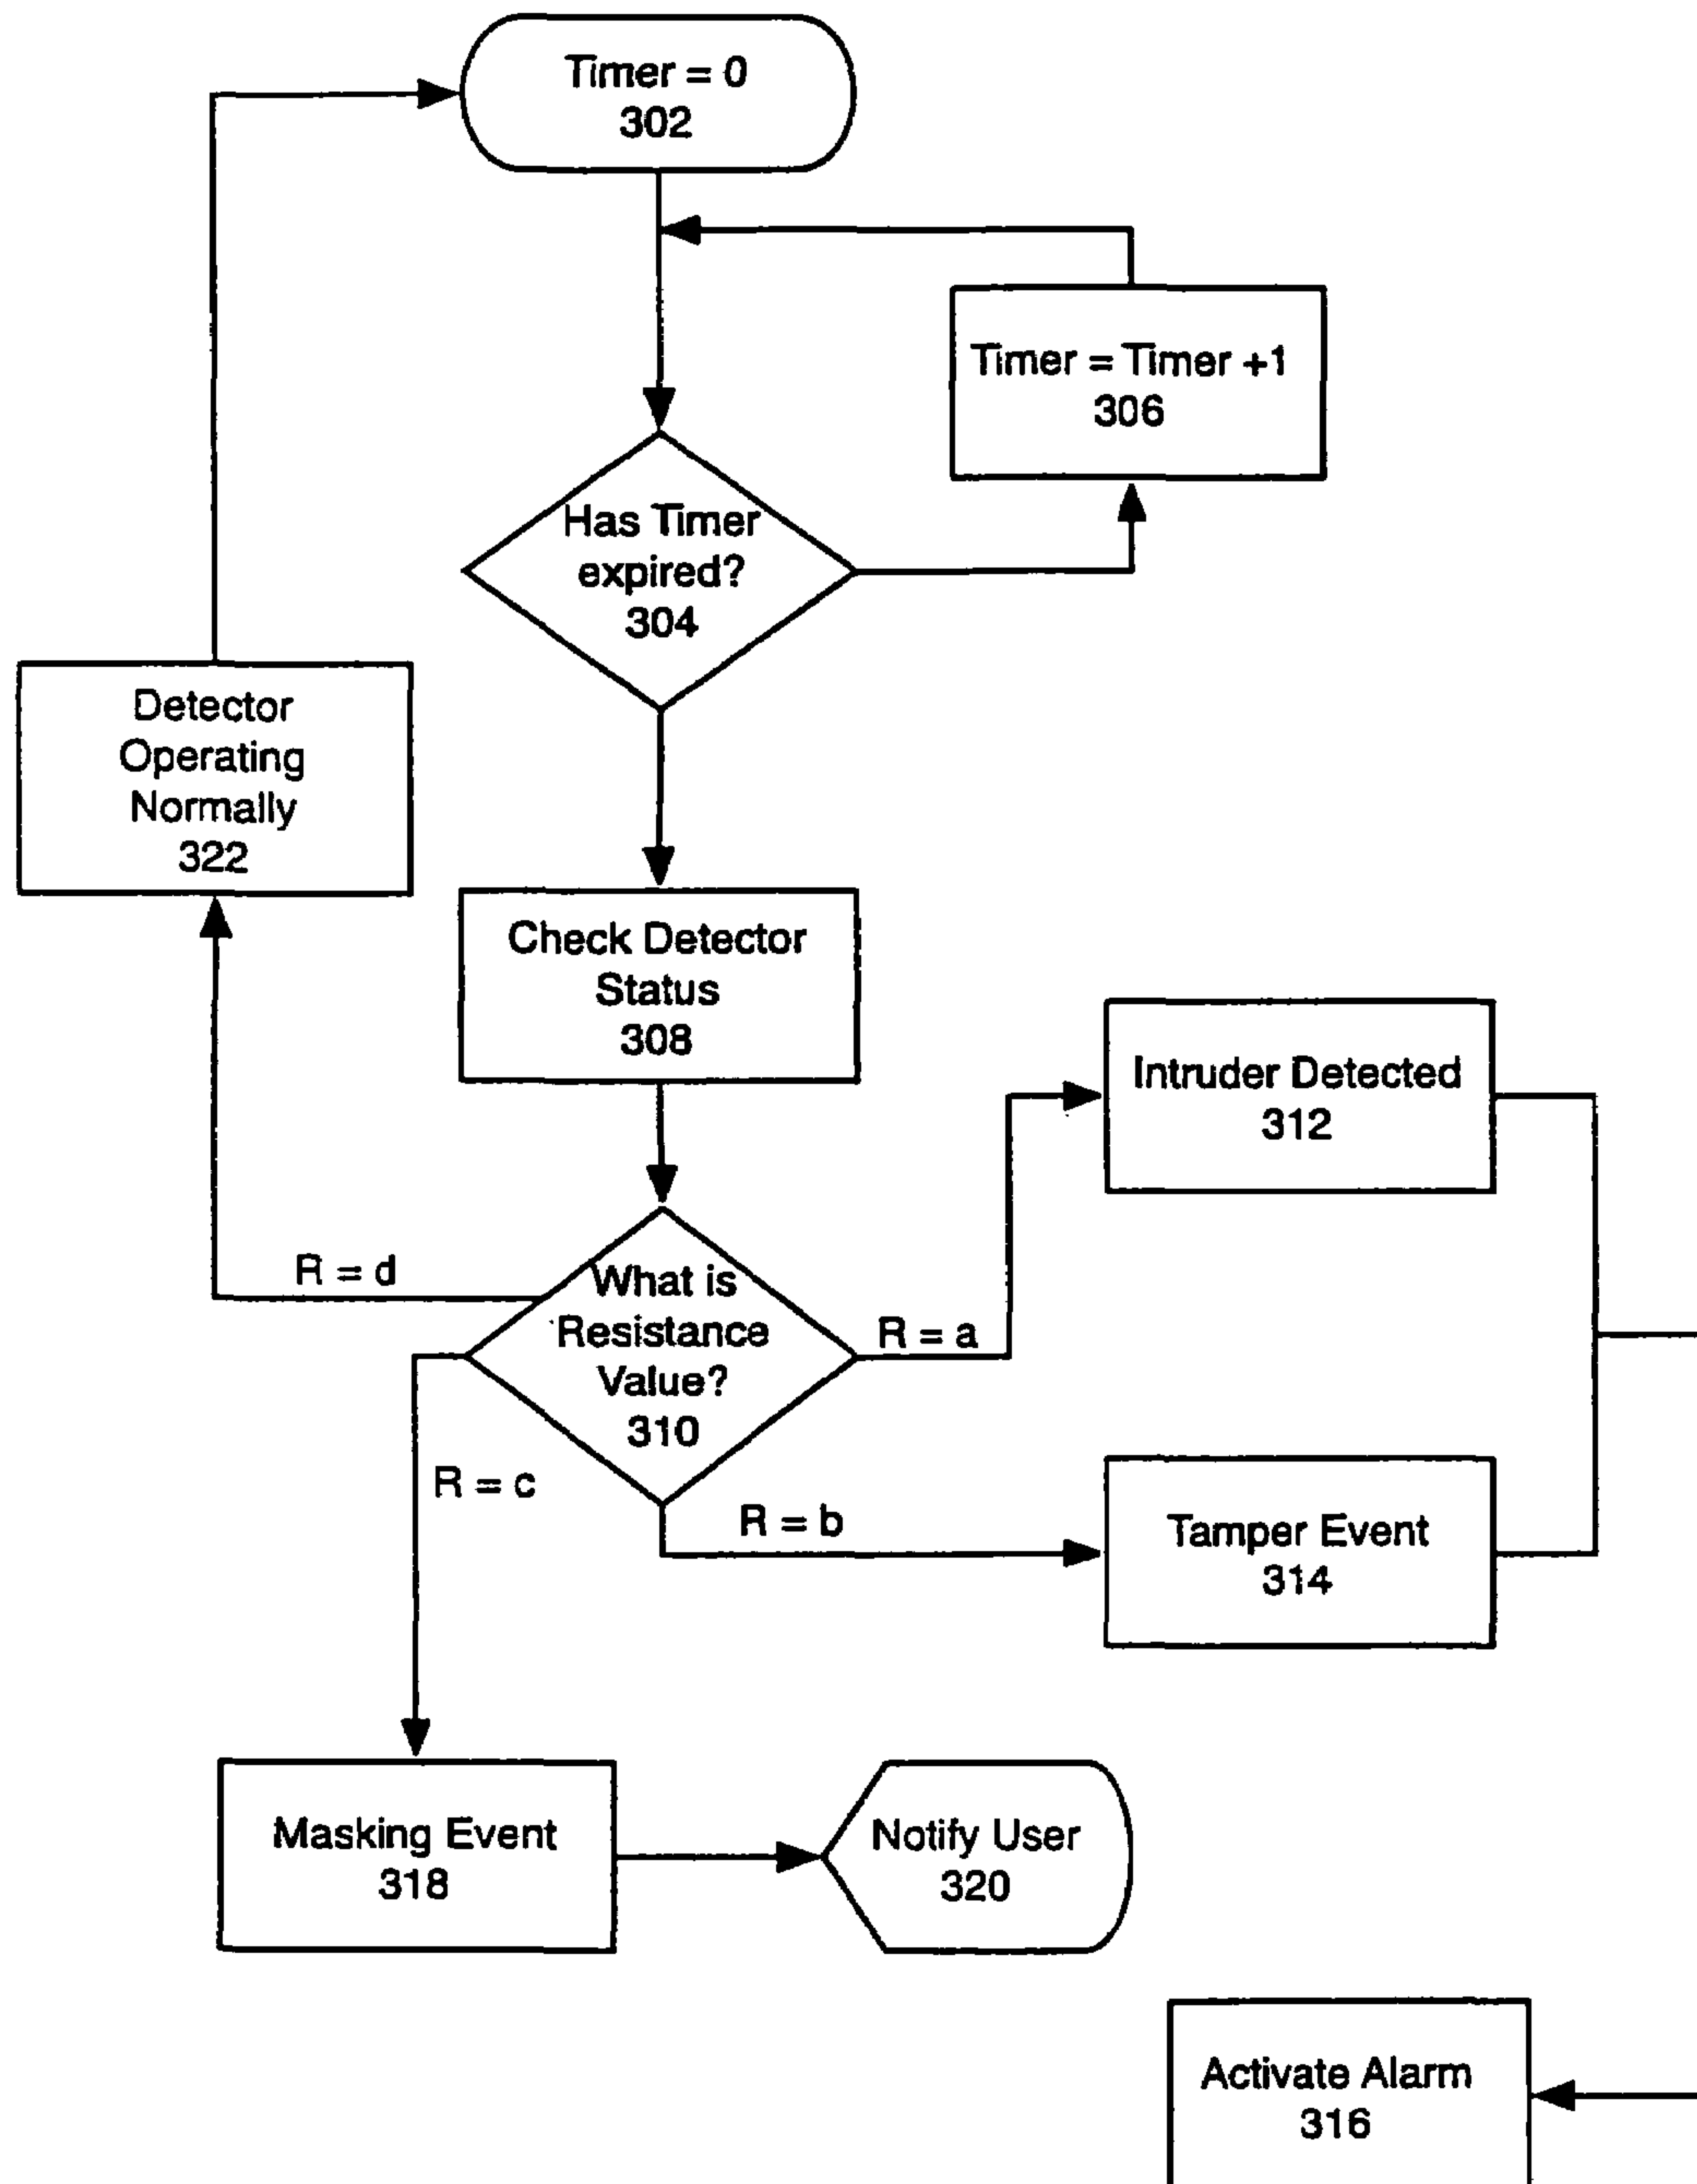 Timer = 0
302
Timer = Timer +1
306
Has Timer
expired?
304
Detector
Operating
Normally
322
Check Detector
Status
308
Intruder Detected
312
R = d
What is
Resistance
Value?
310
R = a
R = c
R = b
Tamper Event
314
Masking Event
318
Notify User
320
Activate Alarm
316